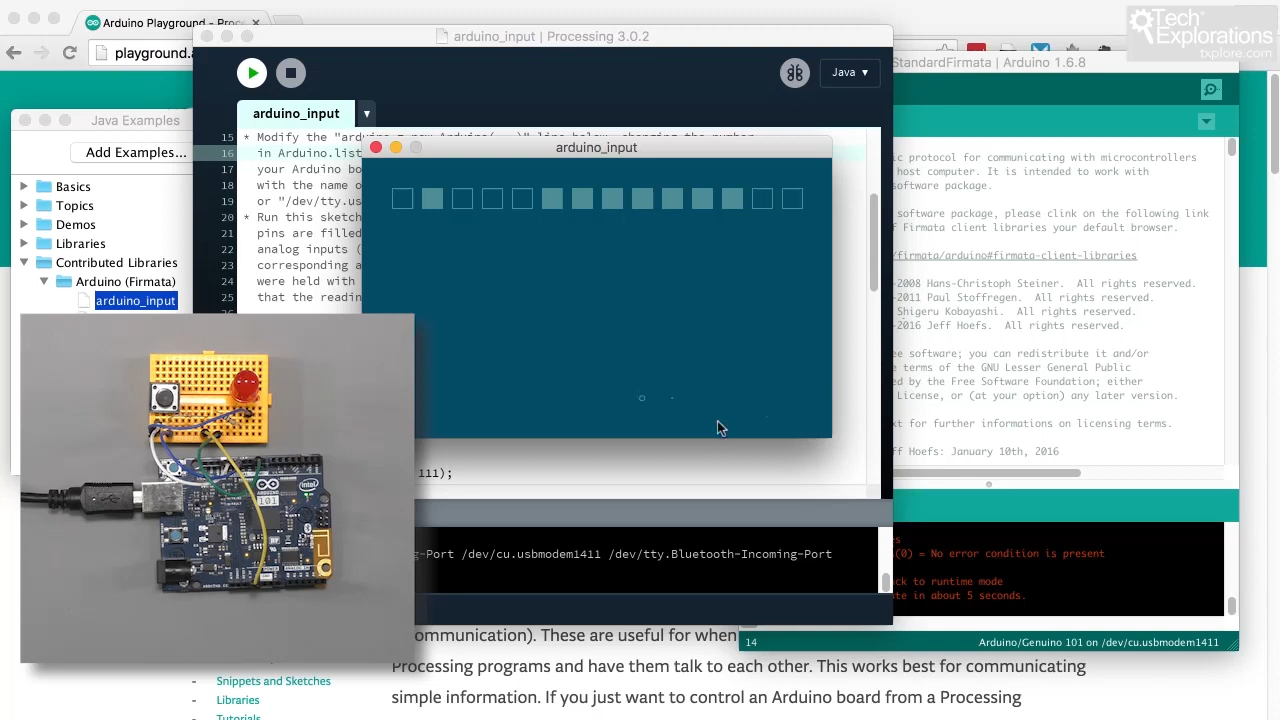 Arduino Playground - Proc
playground.a
arduino_input | Processing 3.0.2
Tech
Explorations
txplore.com
StandardFirmata | Arduino 1.6.8
Java ▾
arduino_input
Java Examples
Add Examples...
Basics
Topics
Demos
Libraries
Contributed Libraries
Arduino (Firmata)
arduino_input
15 * Modify the "arduino = new Arduino(...)" line below, changing the number
16 in Arduino.list
17 your Arduino bo
18 with the name o
19 or "/dev/tty.us
20 * Run this sketch
21 pins are filled
22 analog inputs (
23 corresponding a
24 were held with
25 that the readin
26
arduino_input
111);
ic protocol for communicating with microcontrollers
host computer. It is intended to work with
software package.
software package, please clink on the following link
f Firmata client libraries your default browser.
/firmata/arduino#firmata-client-libraries
-2008 Hans-Christoph Steiner. All rights reserved.
-2011 Paul Stoffregen. All rights reserved.
Shigeru Kobayashi. All rights reserved.
-2016 Jeff Hoefs. All rights reserved.
ee software; you can redistribute it and/or
e terms of the GNU Lesser General Public
ed by the Free Software Foundation; either
License, or (at your option) any later version.
xt for further informations on licensing terms.
eff Hoefs: January 10th, 2016
g-Port /dev/cu.usbmodem1411 /dev/tty.Bluetooth-Incoming-Port
s
s(0) = No error condition is present
ck to runtime mode
te in about 5 seconds.
14
Arduino/Genuino 101 on /dev/cu.usbmodem1411
ARDUINO
101
intel
ommunication). These are useful for when
Processing programs and have them talk to each other. This works best for communicating
simple information. If you just want to control an Arduino board from a Processing
- Snippets and Sketches
- Libraries
- Tutorials